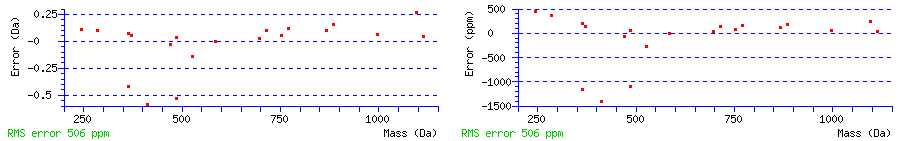 0.25
-0
-0.25
-0.5
Error (Da)
250 500 750 1000
RMS error 506 ppm Mass (Da)
500
0
-500
-1000
-1500
Error (ppm)
250 500 750 1000
RMS error 506 ppm Mass (Da)